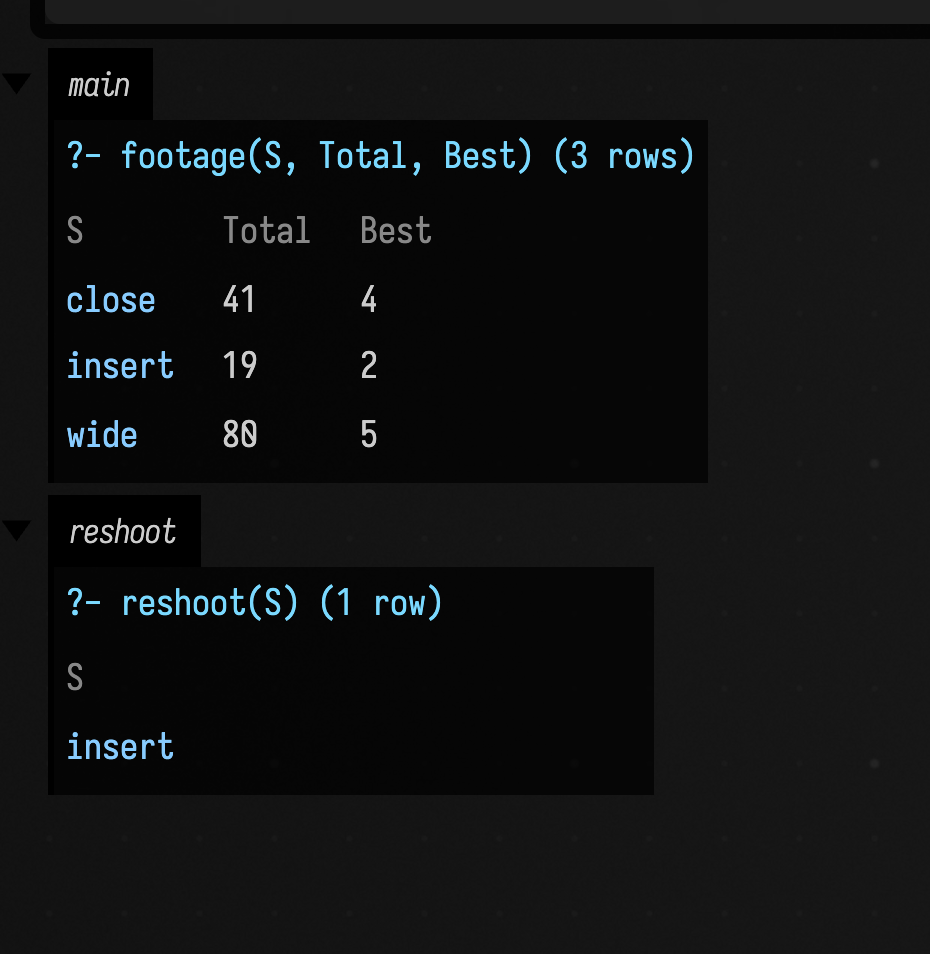 main
?- footage(S, Total, Best) (3 rows)
S Total Best
close 41 4
insert 19 2
wide 80 5
reshoot
?- reshoot(S) (1 row)
S
insert